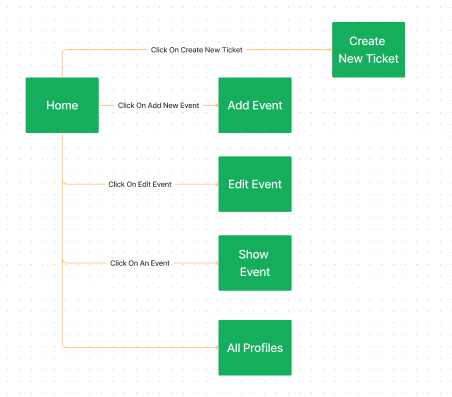 Create
New Ticket
Click On Create New Ticket
Home
Click On Add New Event
Add Event
Click On Edit Event
Edit Event
Click On An Event
Show
Event
All Profiles